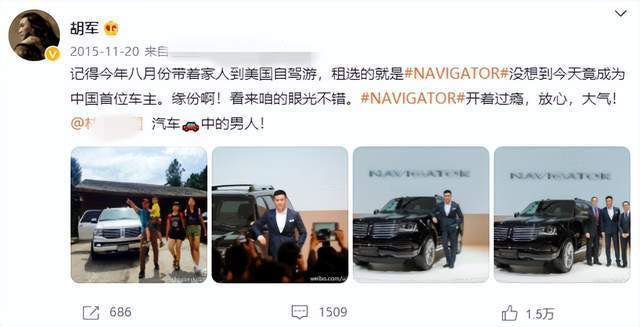 胡军
2015-11-20 来自
记得今年八月份带着家人到美国自驾游，租选的就是#NAVIGATOR#没想到今天竟成为
中国首位车主。缘份啊！看来咱的眼光不错。#NAVIGATOR#开着过瘾，放心，大气！
@林 汽车🚗中的男人！
NAVIGATOR
NAVIGATOR
686
1509
1.5万